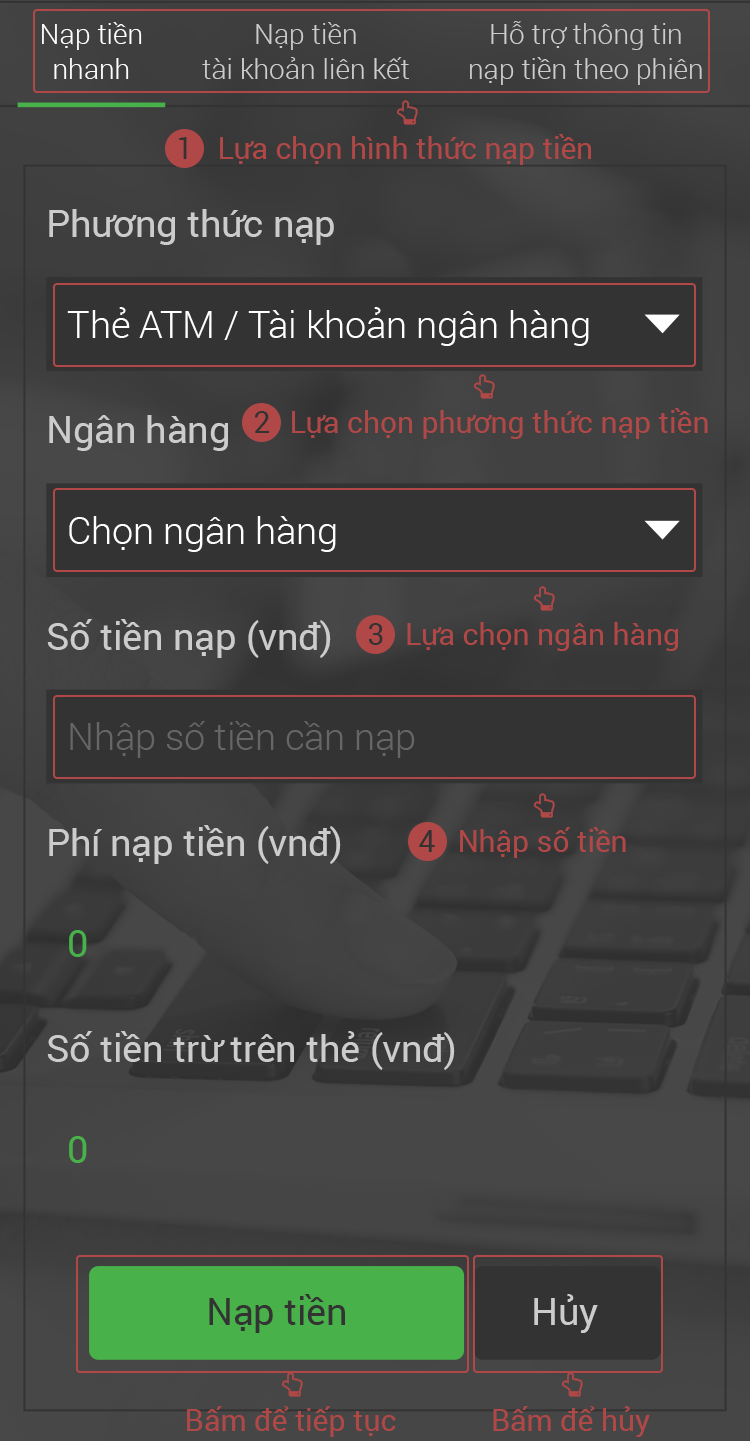 Nạp tiền
nhanh
Nạp tiền
tài khoản liên kết
Hỗ trợ thông tin
nạp tiền theo phiên
1 Lựa chọn hình thức nạp tiền
Phương thức nạp
Thẻ ATM / Tài khoản ngân hàng
2 Lựa chọn phương thức nạp tiền
Ngân hàng
Chọn ngân hàng
Số tiền nạp (vnđ)
3 Lựa chọn ngân hàng
Nhập số tiền cần nạp
Phí nạp tiền (vnđ)
4 Nhập số tiền
0
Số tiền trừ trên thẻ (vnđ)
0
Nạp tiền
Hủy
Bấm để tiếp tục
Bấm để hủy